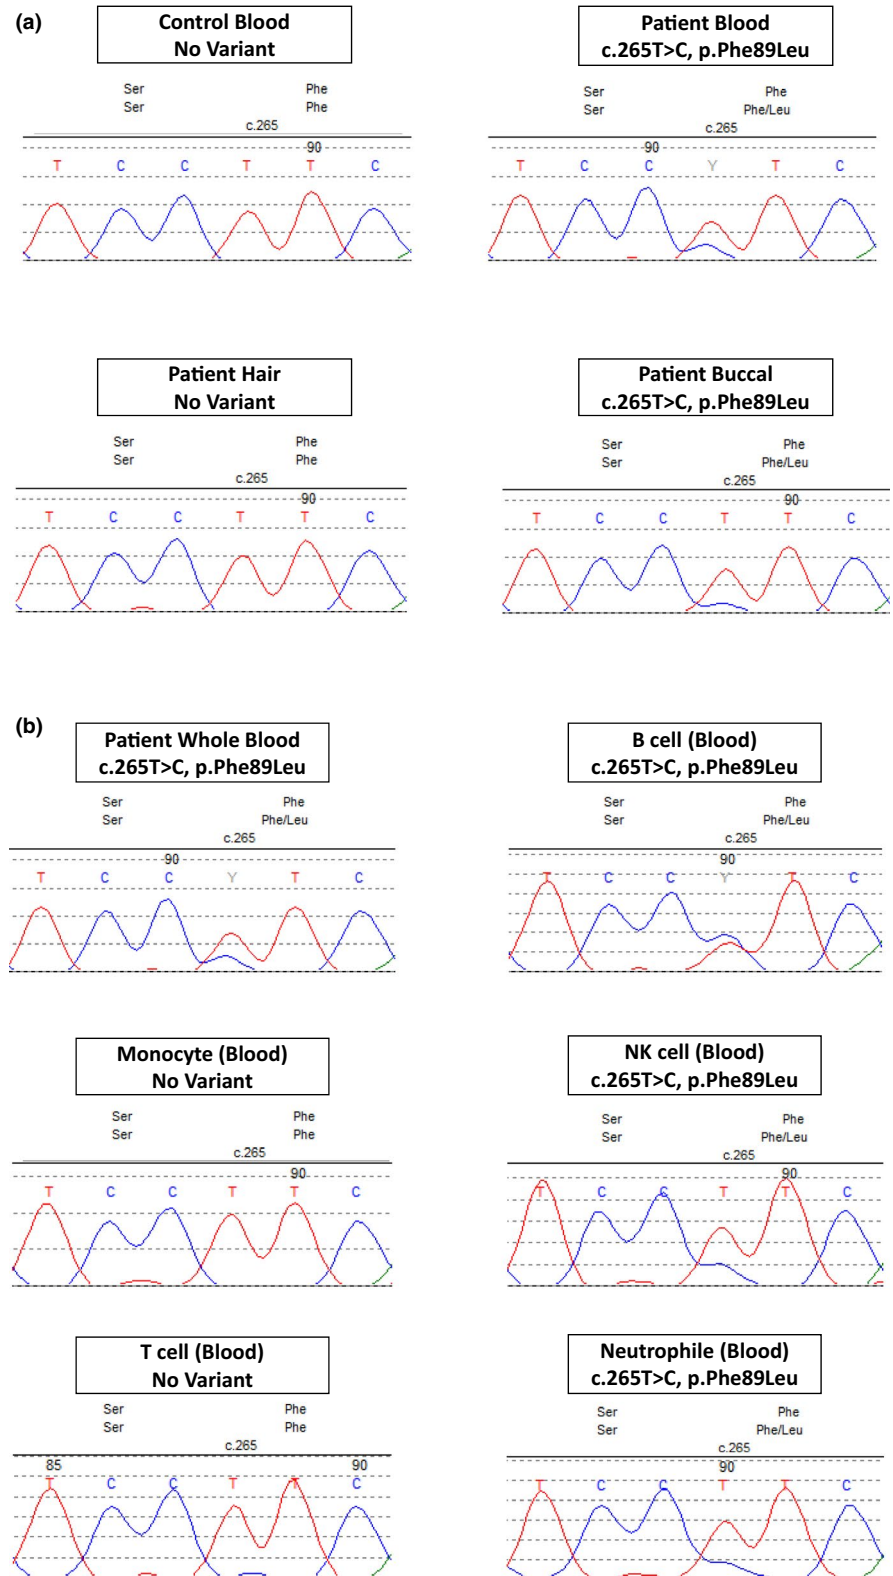 (a)
Control Blood
No Variant
Ser Phe
Ser Phe
c.265
90
T C C T T C
Patient Blood
c.265T>C, p.Phe89Leu
Ser Phe
Ser Phe/Leu
c.265
90
T C C Y T C
Patient Hair
No Variant
Ser Phe
Ser Phe
c.265
90
T C C T T C
Patient Buccal
c.265T>C, p.Phe89Leu
Ser Phe
Ser Phe/Leu
c.265
90
T C C T T C
(b)
Patient Whole Blood
c.265T>C, p.Phe89Leu
Ser Phe
Ser Phe/Leu
c.265
90
T C C Y T C
B cell (Blood)
c.265T>C, p.Phe89Leu
Ser Phe
Ser Phe/Leu
c.265
90
T C C Y T C
Monocyte (Blood)
No Variant
Ser Phe
Ser Phe
c.265
90
T C C T T C
NK cell (Blood)
c.265T>C, p.Phe89Leu
Ser Phe
Ser Phe/Leu
c.265
90
T C C T T C
T cell (Blood)
No Variant
Ser Phe
Ser Phe
c.265
85 90
T C C T T C
Neutrophile (Blood)
c.265T>C, p.Phe89Leu
Ser Phe
Ser Phe/Leu
c.265
90
T C C T T C